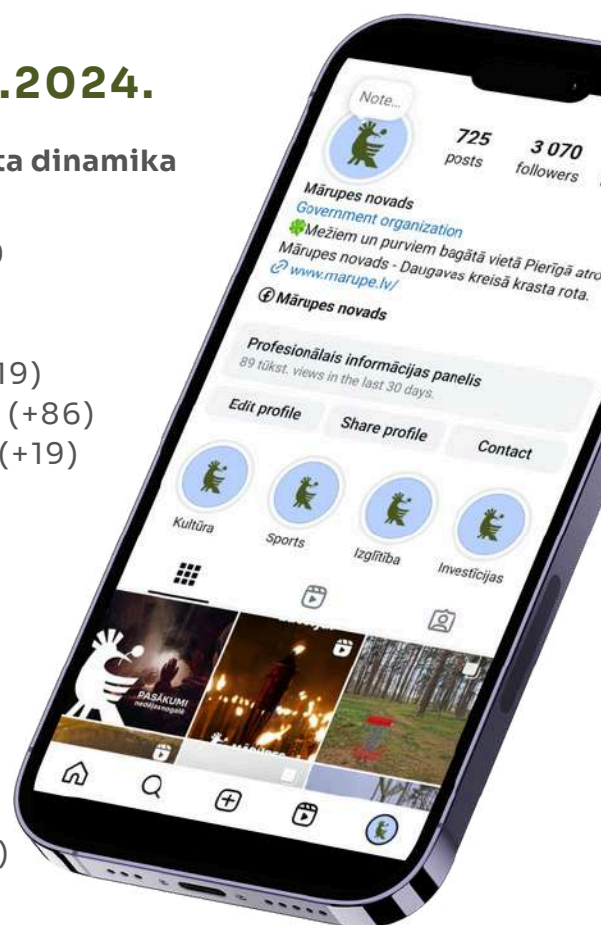 .2024.
ta dinamika
)
19)
(+86)
(+19)
)
Note...
725
posts
3 070
followers
Mārupes novads
Government organization
Mežiem un purviem bagātā vietā Pierīgā atro
Mārupes novads - Daugavas kreisā krasta rota.
www.marupe.lv/
Mārupes novads
Profesionālais informācijas panelis
89 tūkst. views in the last 30 days.
Edit profile
Share profile
Contact
Kultūra
Sports
Izglītība
Investīcijas
PASĀKUMI
nedēļas nogalē